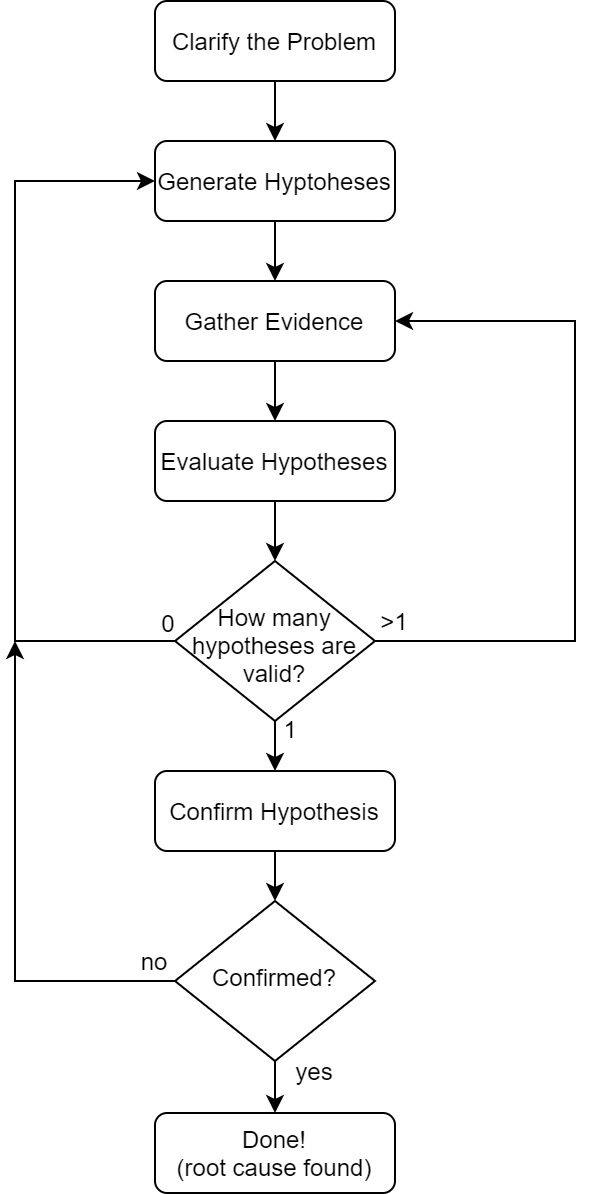 Clarify the Problem
Generate Hyptoheses
Gather Evidence
Evaluate Hypotheses
0
How many
hypotheses are
valid?
>1
1
Confirm Hypothesis
no
Confirmed?
yes
Done!
(root cause found)